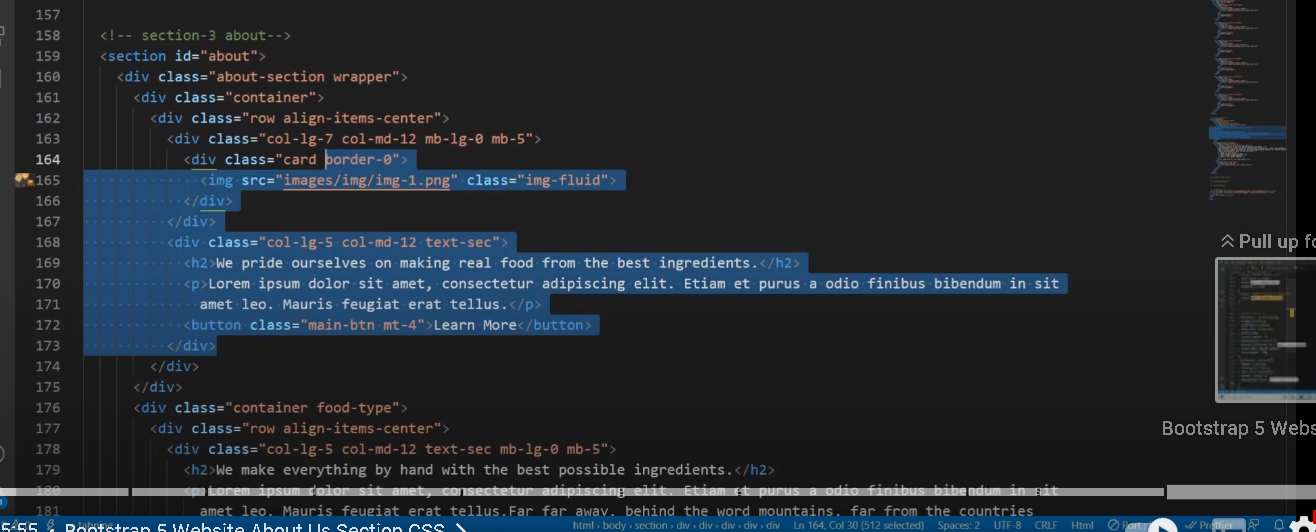 157
158 <!-- section-3 about-->
159 <section id="about">
160 <div class="about-section wrapper">
161 <div class="container">
162 <div class="row align-items-center">
163 <div class="col-lg-7 col-md-12 mb-lg-0 mb-5">
164 <div class="card border-0">
165 <img src="images/img/img-1.png" class="img-fluid">
166 </div>
167 </div>
168 <div class="col-lg-5 col-md-12 text-sec">
169 <h2>We pride ourselves on making real food from the best ingredients.</h2>
170 <p>Lorem ipsum dolor sit amet, consectetur adipiscing elit. Etiam et purus a odio finibus bibendum in sit
171 amet leo. Mauris feugiat erat tellus.</p>
172 <button class="main-btn mt-4">Learn More</button>
173 </div>
174 </div>
175 </div>
176 <div class="container food-type">
177 <div class="row align-items-center">
178 <div class="col-lg-5 col-md-12 text-sec mb-lg-0 mb-5">
179 <h2>We make everything by hand with the best possible ingredients.</h2>
180 <p>Lorem ipsum dolor sit amet, consectetur adipiscing elit. Etiam et purus a odio finibus bibendum in sit
181 amet leo. Mauris feugiat erat tellus.Far far away, behind the word mountains, far from the countries
Pull up fo
Bootstrap 5 Webs
Bootstrap 5 Website About Us Section CSS >
html > body > section > div > div > div > div > div Ln 164, Col 30 (512 selected) Spaces: 2 UTF-8 CRLF Html Port : Prettier